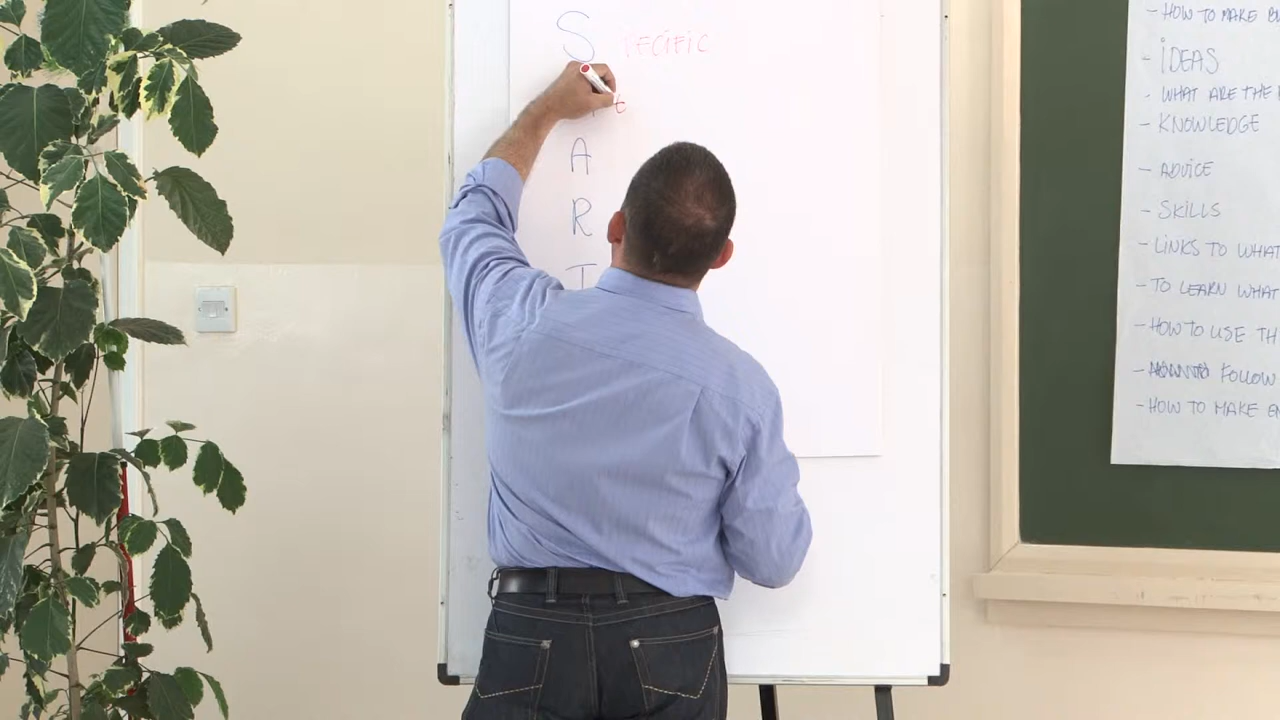 S PECIFIC
A
R
T
- HOW TO MAKE
- IDEAS
- WHAT ARE THE
- KNOWLEDGE
- ADVICE
- SKILLS
- LINKS TO WHAT
- TO LEARN WHAT
- HOW TO USE
- FOLLOW
- HOW TO MAKE